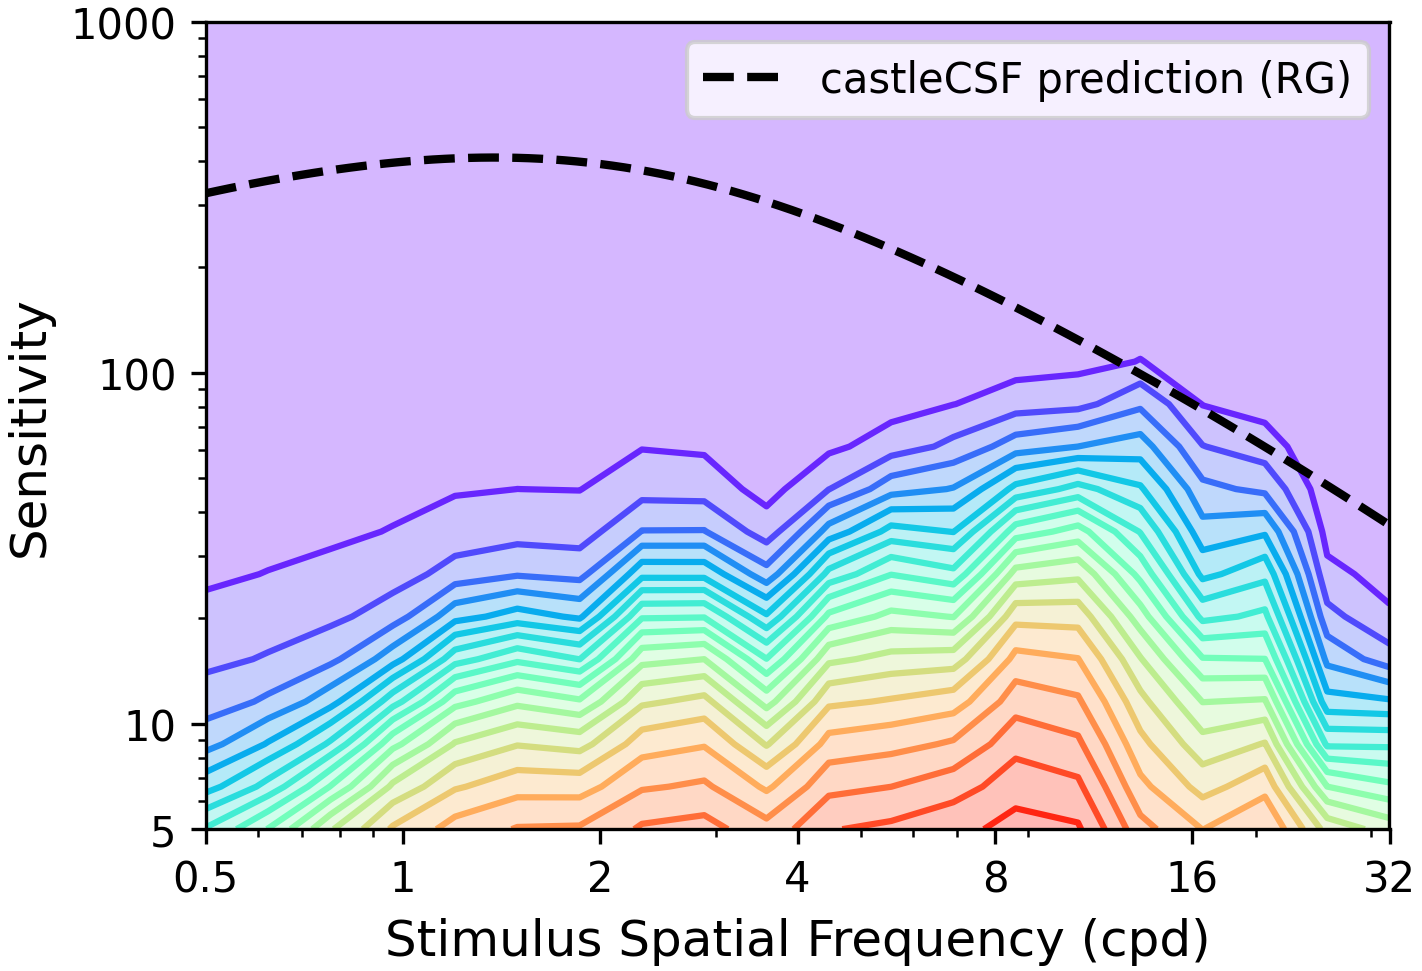 1000
castleCSF prediction (RG)
100
Sensitivity
10
5
0.5 1 2 4 8 16 32
Stimulus Spatial Frequency (cpd)